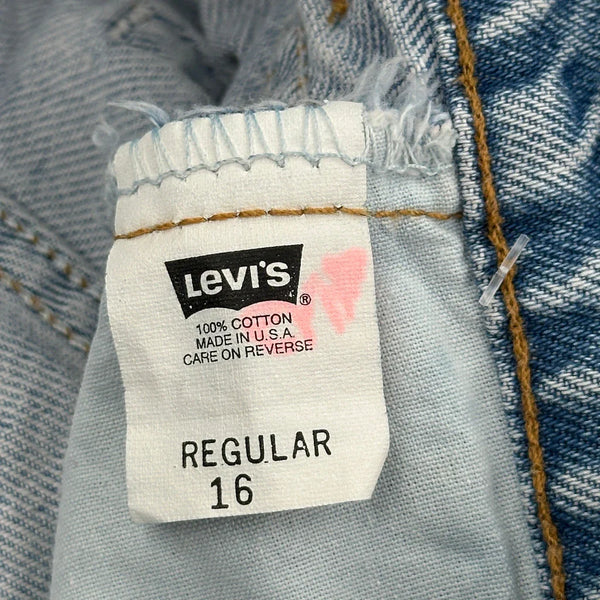 Levi's
®
100% COTTON
MADE IN U.S.A.
CARE ON REVERSE
REGULAR
16